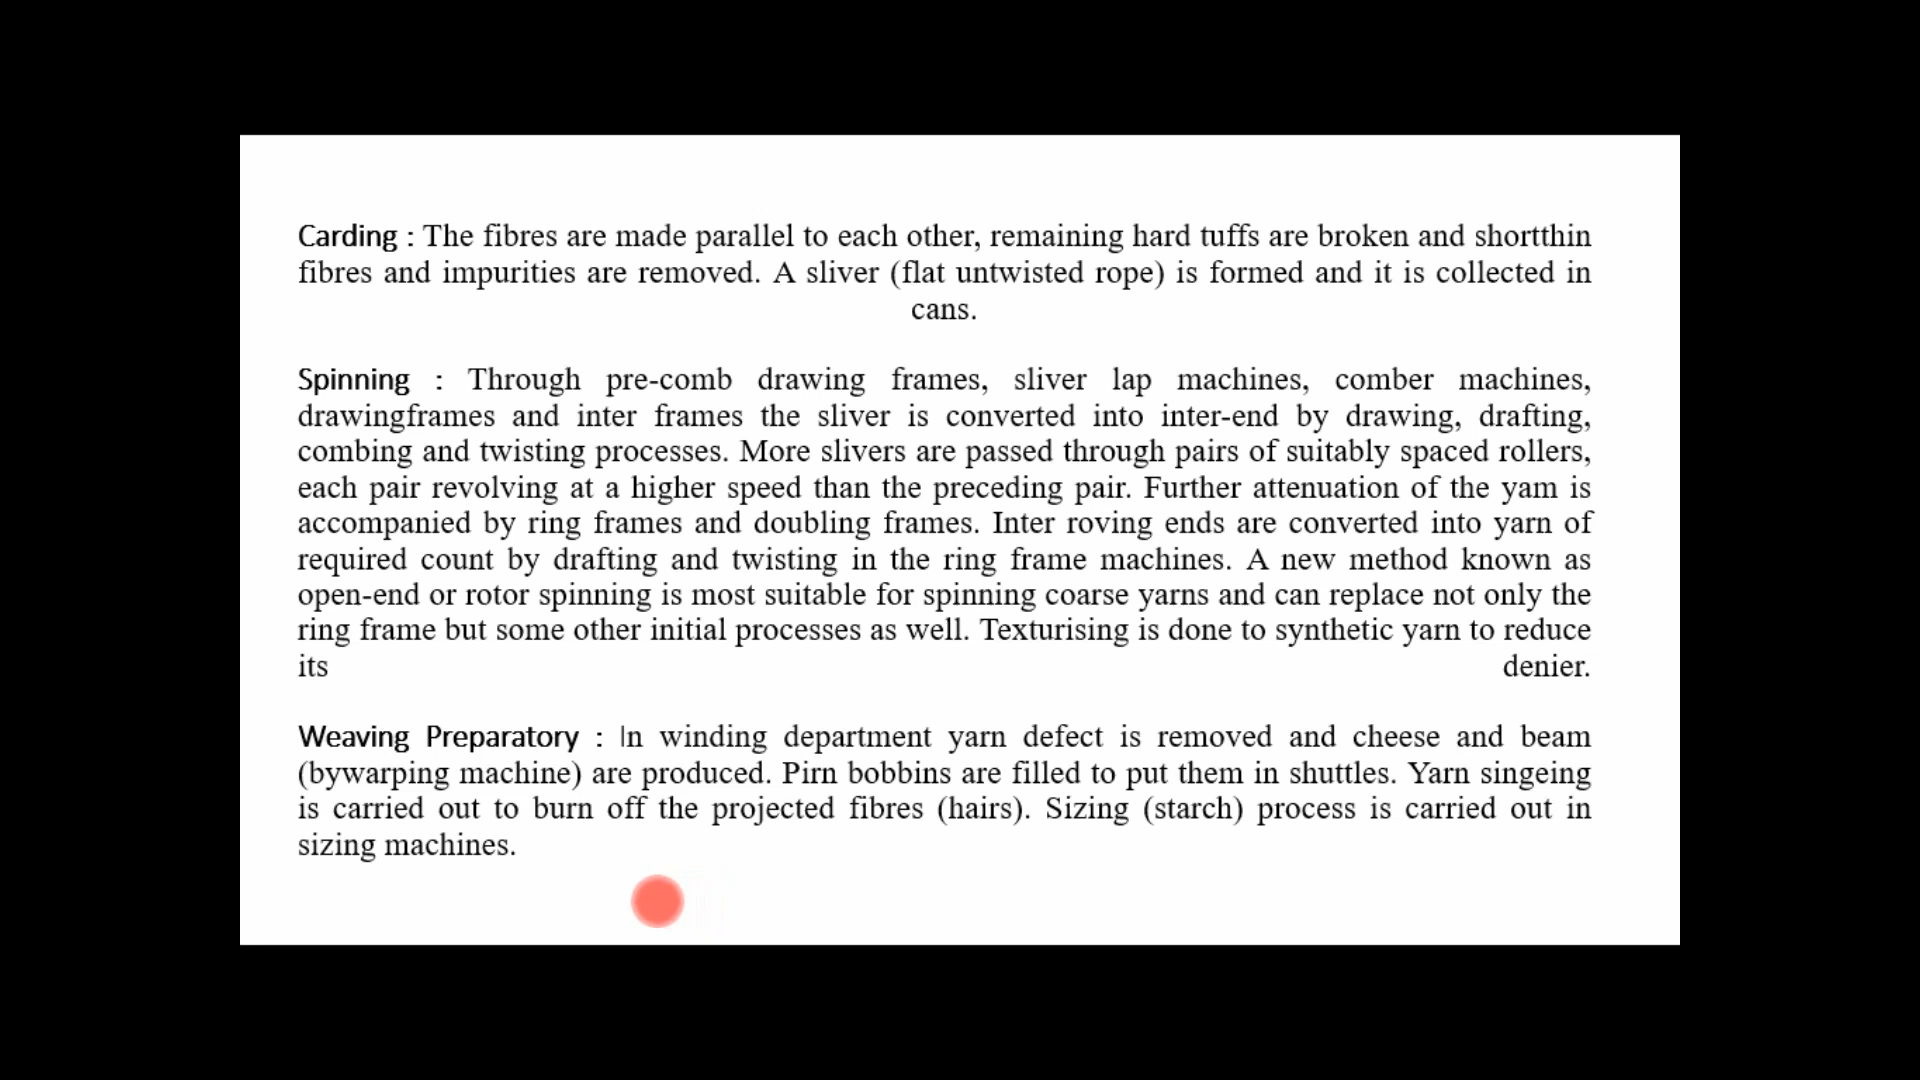 Carding : The fibres are made parallel to each other, remaining hard tuffs are broken and shortthin
fibres and impurities are removed. A sliver (flat untwisted rope) is formed and it is collected in
cans.
Spinning : Through pre-comb drawing frames, sliver lap machines, comber machines,
drawingframes and inter frames the sliver is converted into inter-end by drawing, drafting,
combing and twisting processes. More slivers are passed through pairs of suitably spaced rollers,
each pair revolving at a higher speed than the preceding pair. Further attenuation of the yam is
accompanied by ring frames and doubling frames. Inter roving ends are converted into yarn of
required count by drafting and twisting in the ring frame machines. A new method known as
open-end or rotor spinning is most suitable for spinning coarse yarns and can replace not only the
ring frame but some other initial processes as well. Texturising is done to synthetic yarn to reduce
its denier.
Weaving Preparatory : In winding department yarn defect is removed and cheese and beam
(bywarping machine) are produced. Pirn bobbins are filled to put them in shuttles. Yarn singeing
is carried out to burn off the projected fibres (hairs). Sizing (starch) process is carried out in
sizing machines.